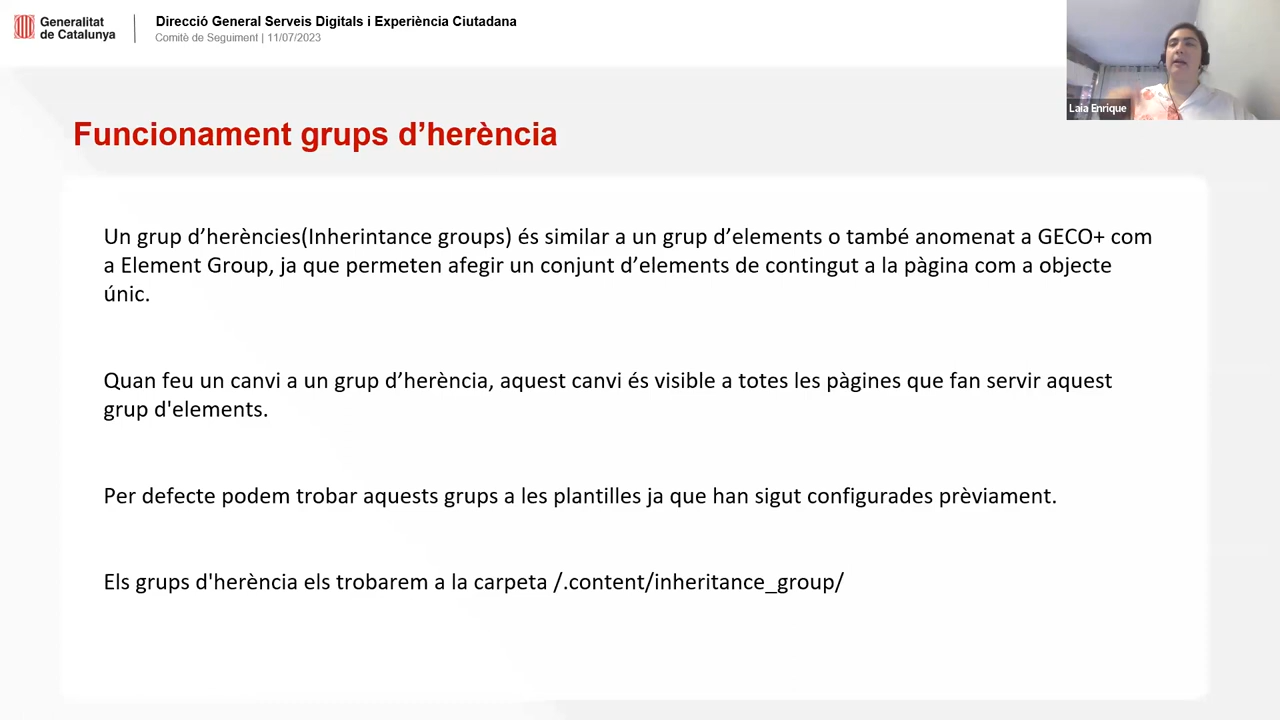 Generalitat
de Catalunya
Direcció General Serveis Digitals i Experiència Ciutadana
Comitè de Seguiment | 11/07/2023
Laia Enrique
Funcionament grups d’herència
Un grup d’herències(Inherintance groups) és similar a un grup d’elements o també anomenat a GECO+ com
a Element Group, ja que permeten afegir un conjunt d’elements de contingut a la pàgina com a objecte
únic.
Quan feu un canvi a un grup d’herència, aquest canvi és visible a totes les pàgines que fan servir aquest
grup d'elements.
Per defecte podem trobar aquests grups a les plantilles ja que han sigut configurades prèviament.
Els grups d'herència els trobarem a la carpeta /.content/inheritance_group/